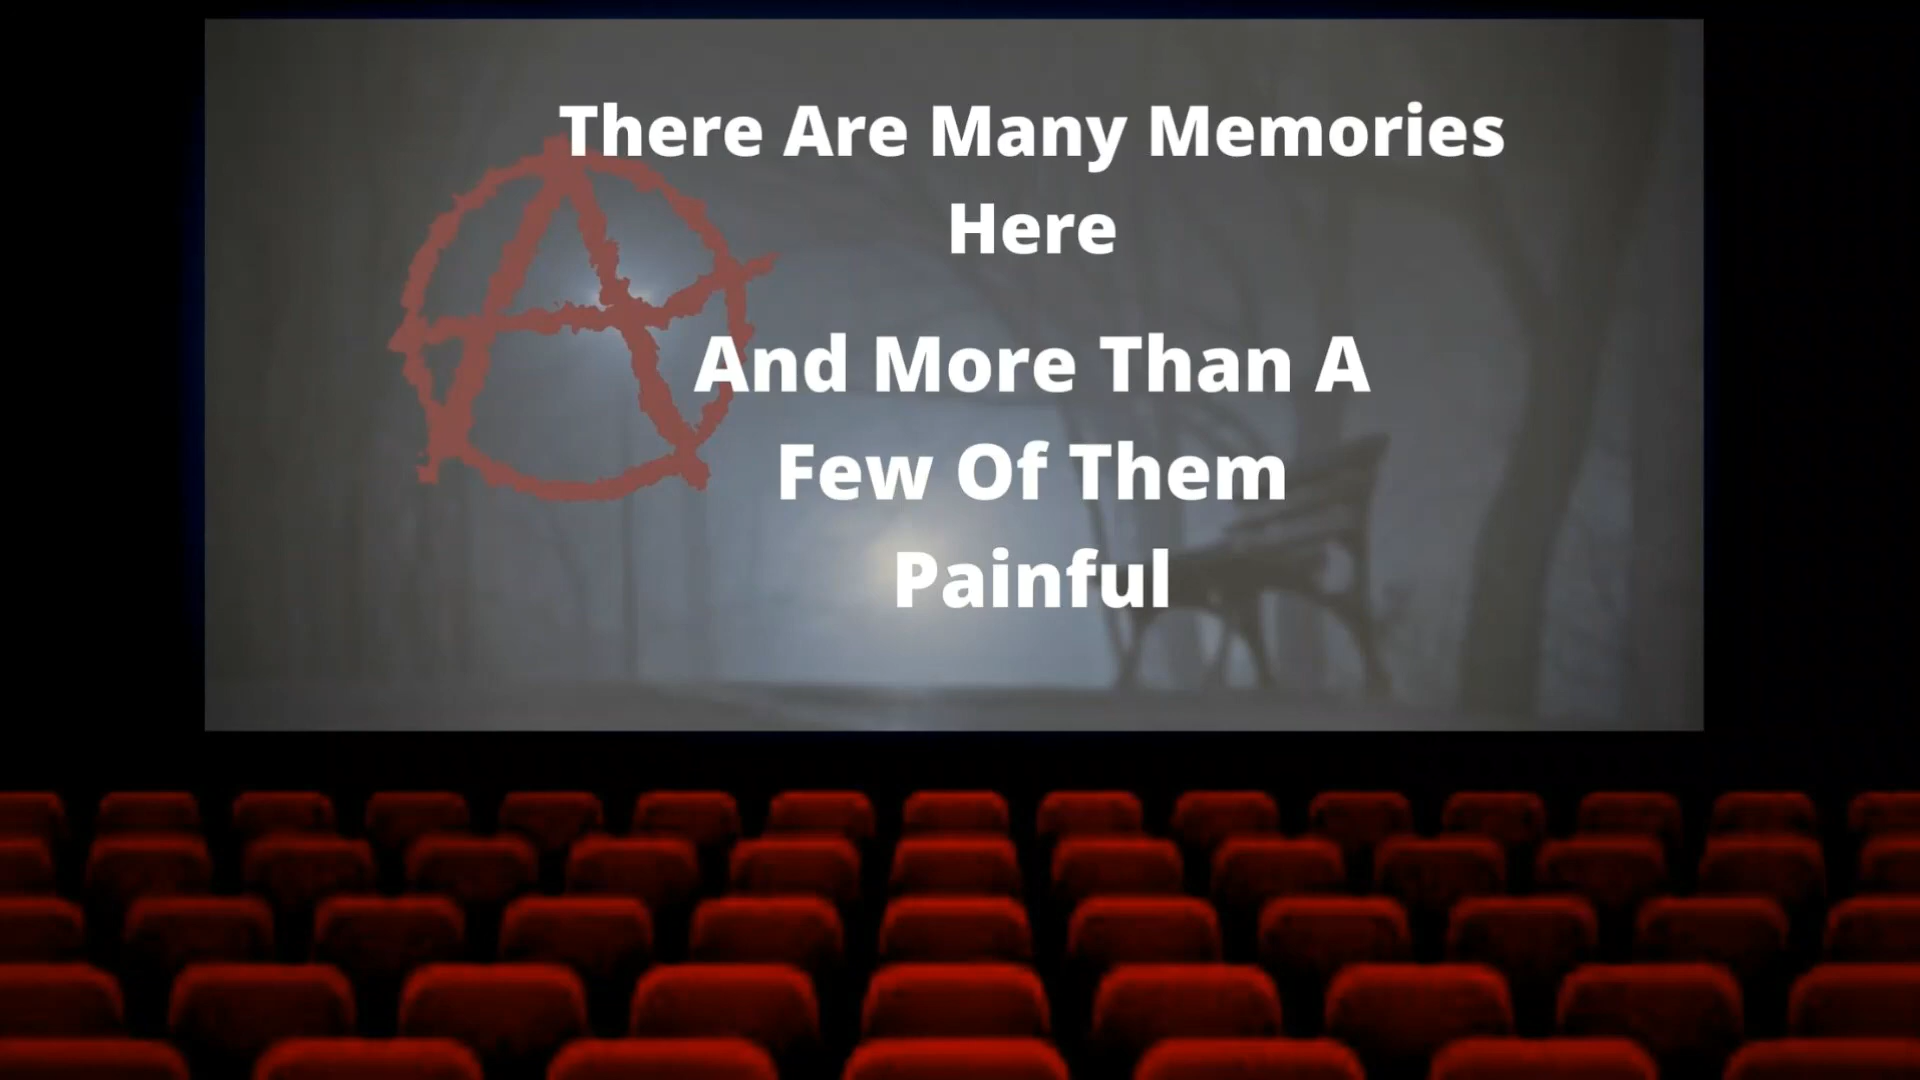 There Are Many Memories
Here
And More Than A
Few Of Them
Painful